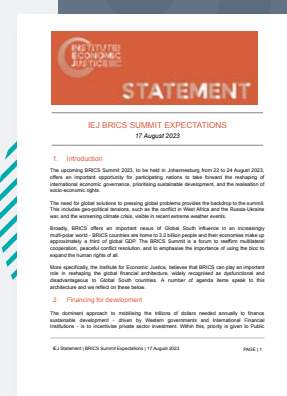 INSTITUTE
ECONOMIC
JUSTICE
STATEMENT
IEJ BRICS SUMMIT EXPECTATIONS
17 August 2023
1. Introduction
The upcoming BRICS Summit 2023, to be held in Johannesburg from 22 to 24 August 2023,
offers an important opportunity for participating nations to take forward the reshaping of
international economic governance, prioritising sustainable development, and the realisation of
socio-economic rights.
The need for global solutions to pressing global problems provides the backdrop to the summit.
This includes geo-political tensions, such as the conflict in West Africa and the Russia-Ukraine
war, and the worsening climate crisis, visible in recent extreme weather events.
Broadly, BRICS offers an important nexus of Global South influence in an increasingly
multi-polar world - BRICS countries are home to 3.2 billion people and their economies make up
approximately a third of global GDP. The BRICS Summit is a forum to reaffirm multilateral
cooperation, peaceful conflict resolution, and to emphasise the importance of using the bloc to
expand the human rights of all.
More specifically, the Institute for Economic Justice, believes that BRICS can play an important
role in reshaping the global financial architecture, widely recognised as dysfunctional and
disadvantageous to Global South countries. A number of agenda items speak to this
architecture and we reflect on these below.
2. Financing for development
The dominant approach to mobilising the trillions of dollars needed annually to finance
sustainable development - driven by Western governments and International Financial
Institutions - is to incentivise private sector investment. Within this, priority is given to Public
IEJ Statement | BRICS Summit Expectations | 17 August 2023
PAGE | 1